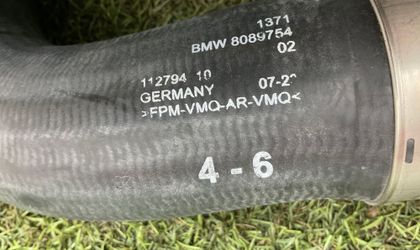 1371
BMW 8089754
02
112794 10
GERMANY
>FPM-VMQ-AR-VMQ<
4 - 6